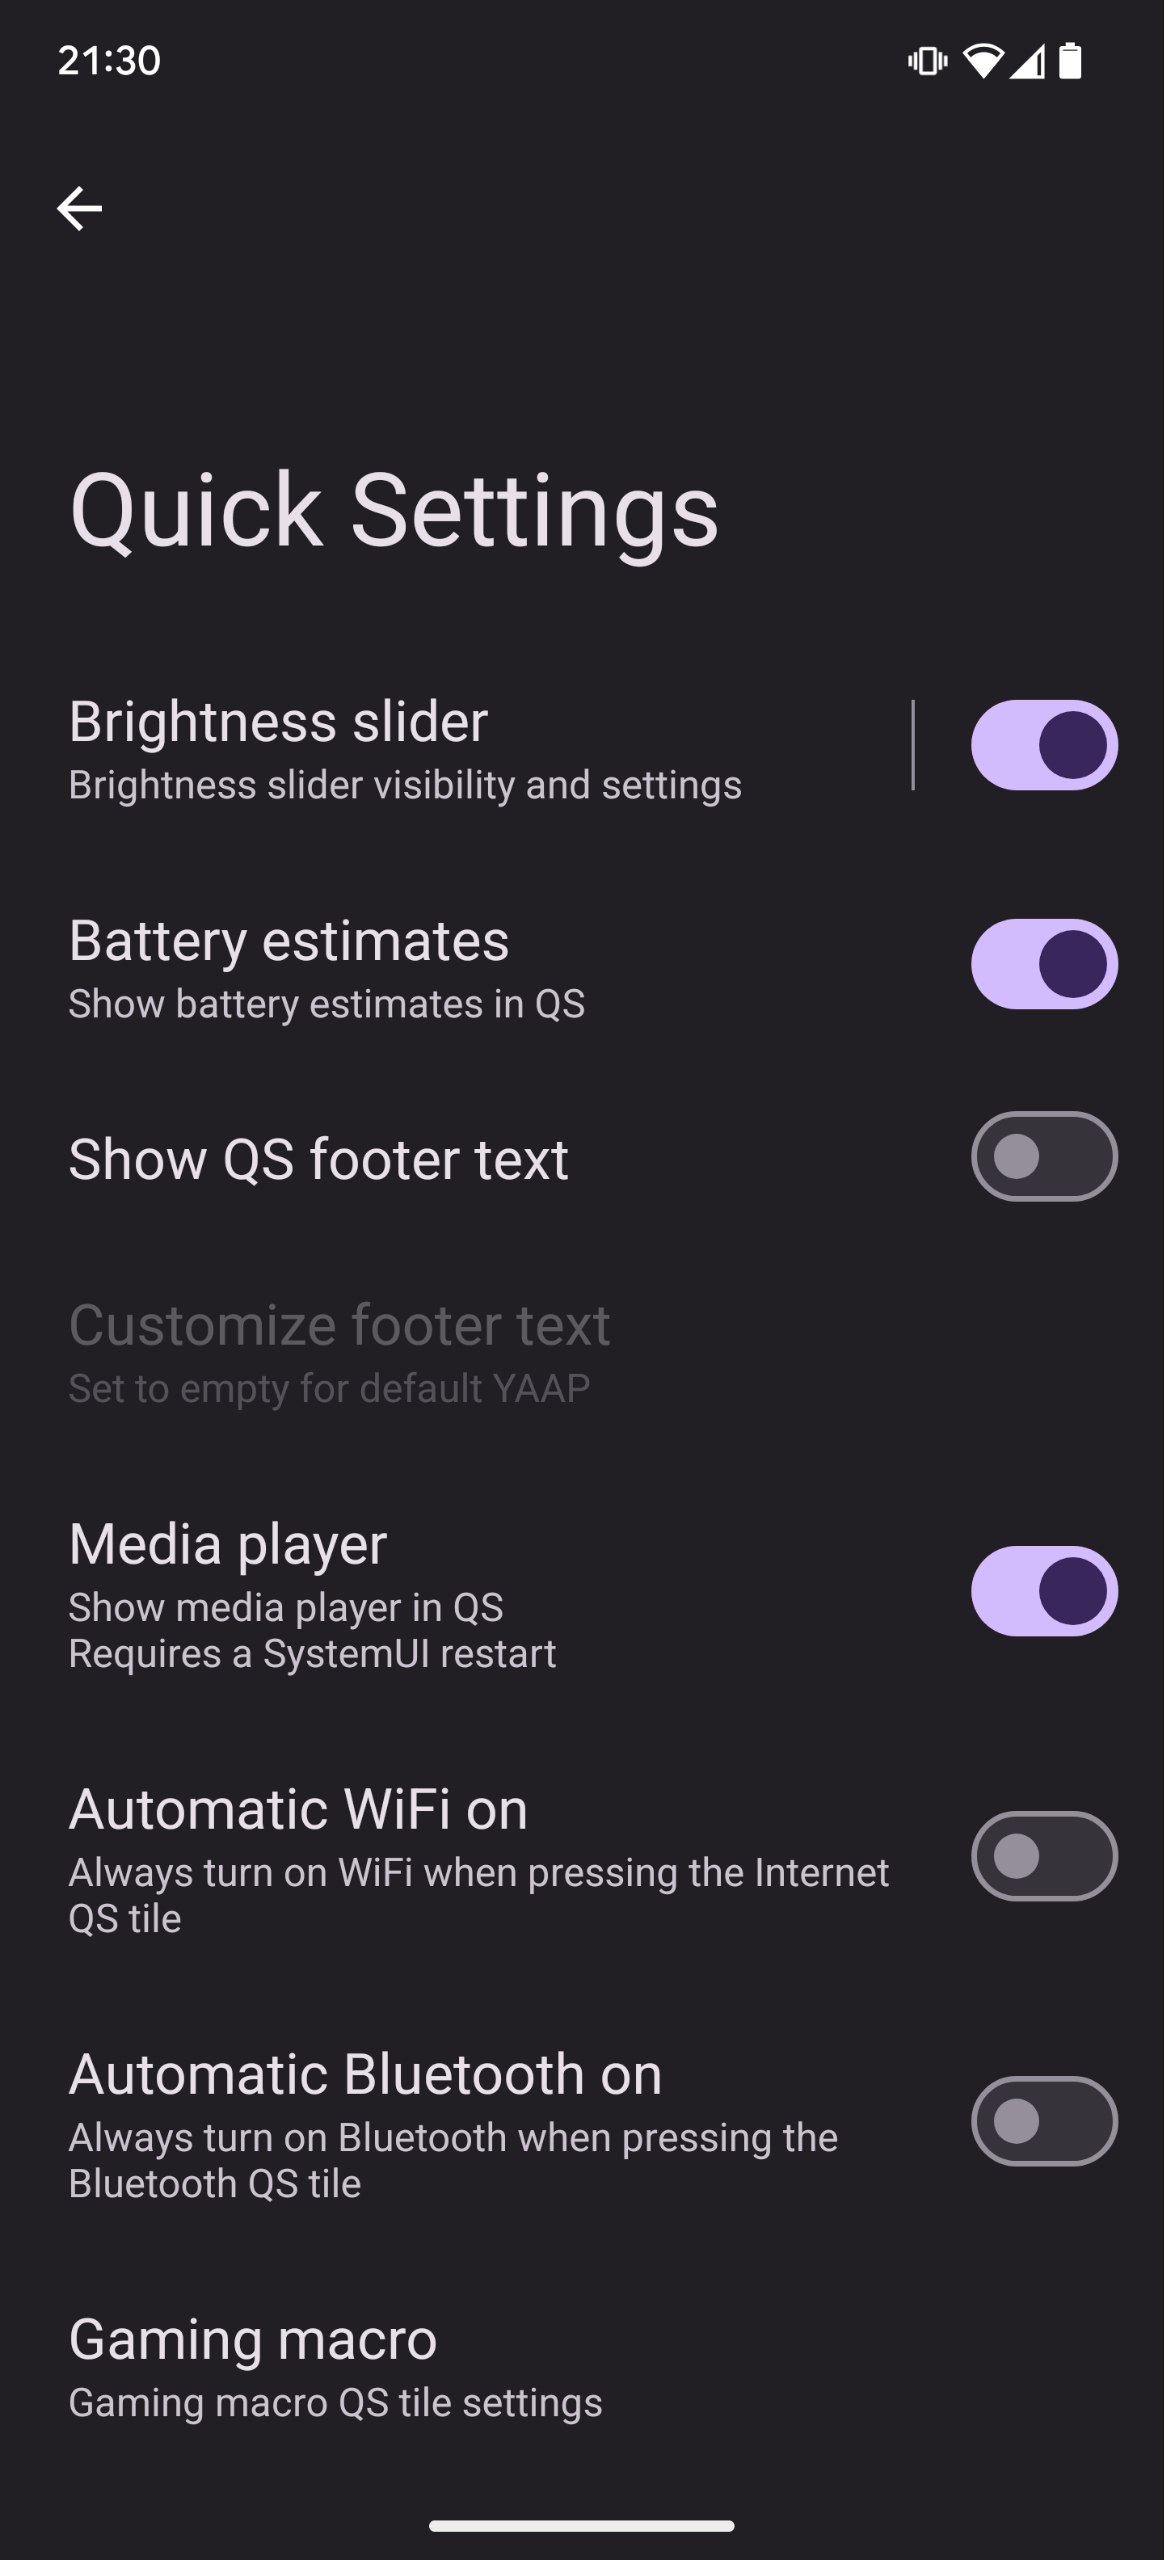 21:30
Quick Settings
Brightness slider
Brightness slider visibility and settings
Battery estimates
Show battery estimates in QS
Show QS footer text
Customize footer text
Set to empty for default YAAP
Media player
Show media player in QS
Requires a SystemUI restart
Automatic WiFi on
Always turn on WiFi when pressing the Internet
QS tile
Automatic Bluetooth on
Always turn on Bluetooth when pressing the
Bluetooth QS tile
Gaming macro
Gaming macro QS tile settings